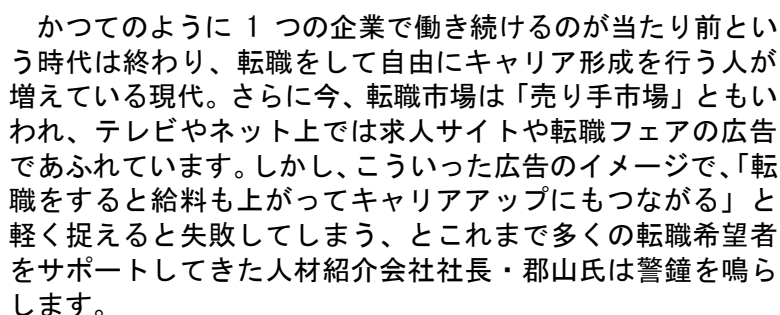 かつてのように 1 つの企業で働き続けるのが当たり前とい
う時代は終わり、転職をして自由にキャリア形成を行う人が
増えている現代。さらに今、転職市場は「売り手市場」ともい
われ、テレビやネット上では求人サイトや転職フェアの広告
であふれています。しかし、こういった広告のイメージで、「転
職をすると給料も上がってキャリアアップにもつながる」と
軽く捉えると失敗してしまう、とこれまで多くの転職希望者
をサポートしてきた人材紹介会社社長・郡山氏は警鐘を鳴ら
します。